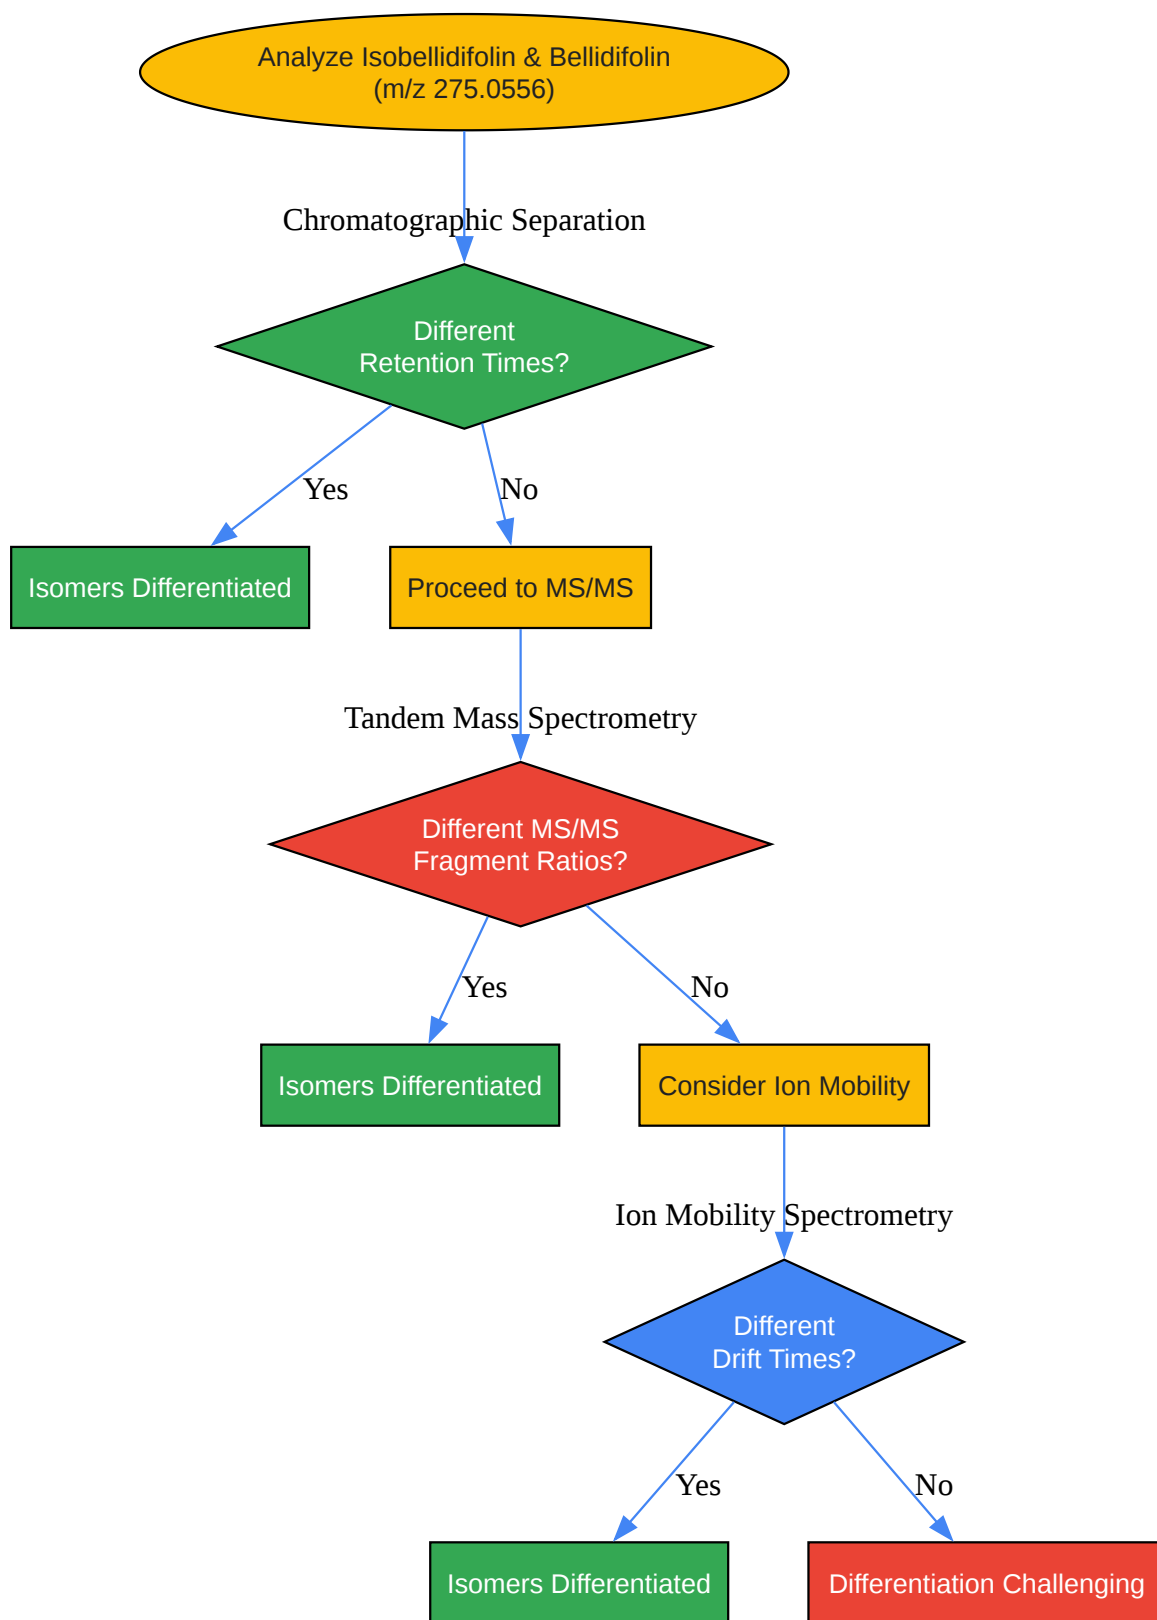 Analyze Isobellidifolin & Bellidifolin
(m/z 275.0556)
Chromatographic Separation
Different
Retention Times?
Yes
No
Isomers Differentiated
Proceed to MS/MS
Tandem Mass Spectrometry
Different MS/MS
Fragment Ratios?
Yes
No
Isomers Differentiated
Consider Ion Mobility
Ion Mobility Spectrometry
Different
Drift Times?
Yes
No
Isomers Differentiated
Differentiation Challenging